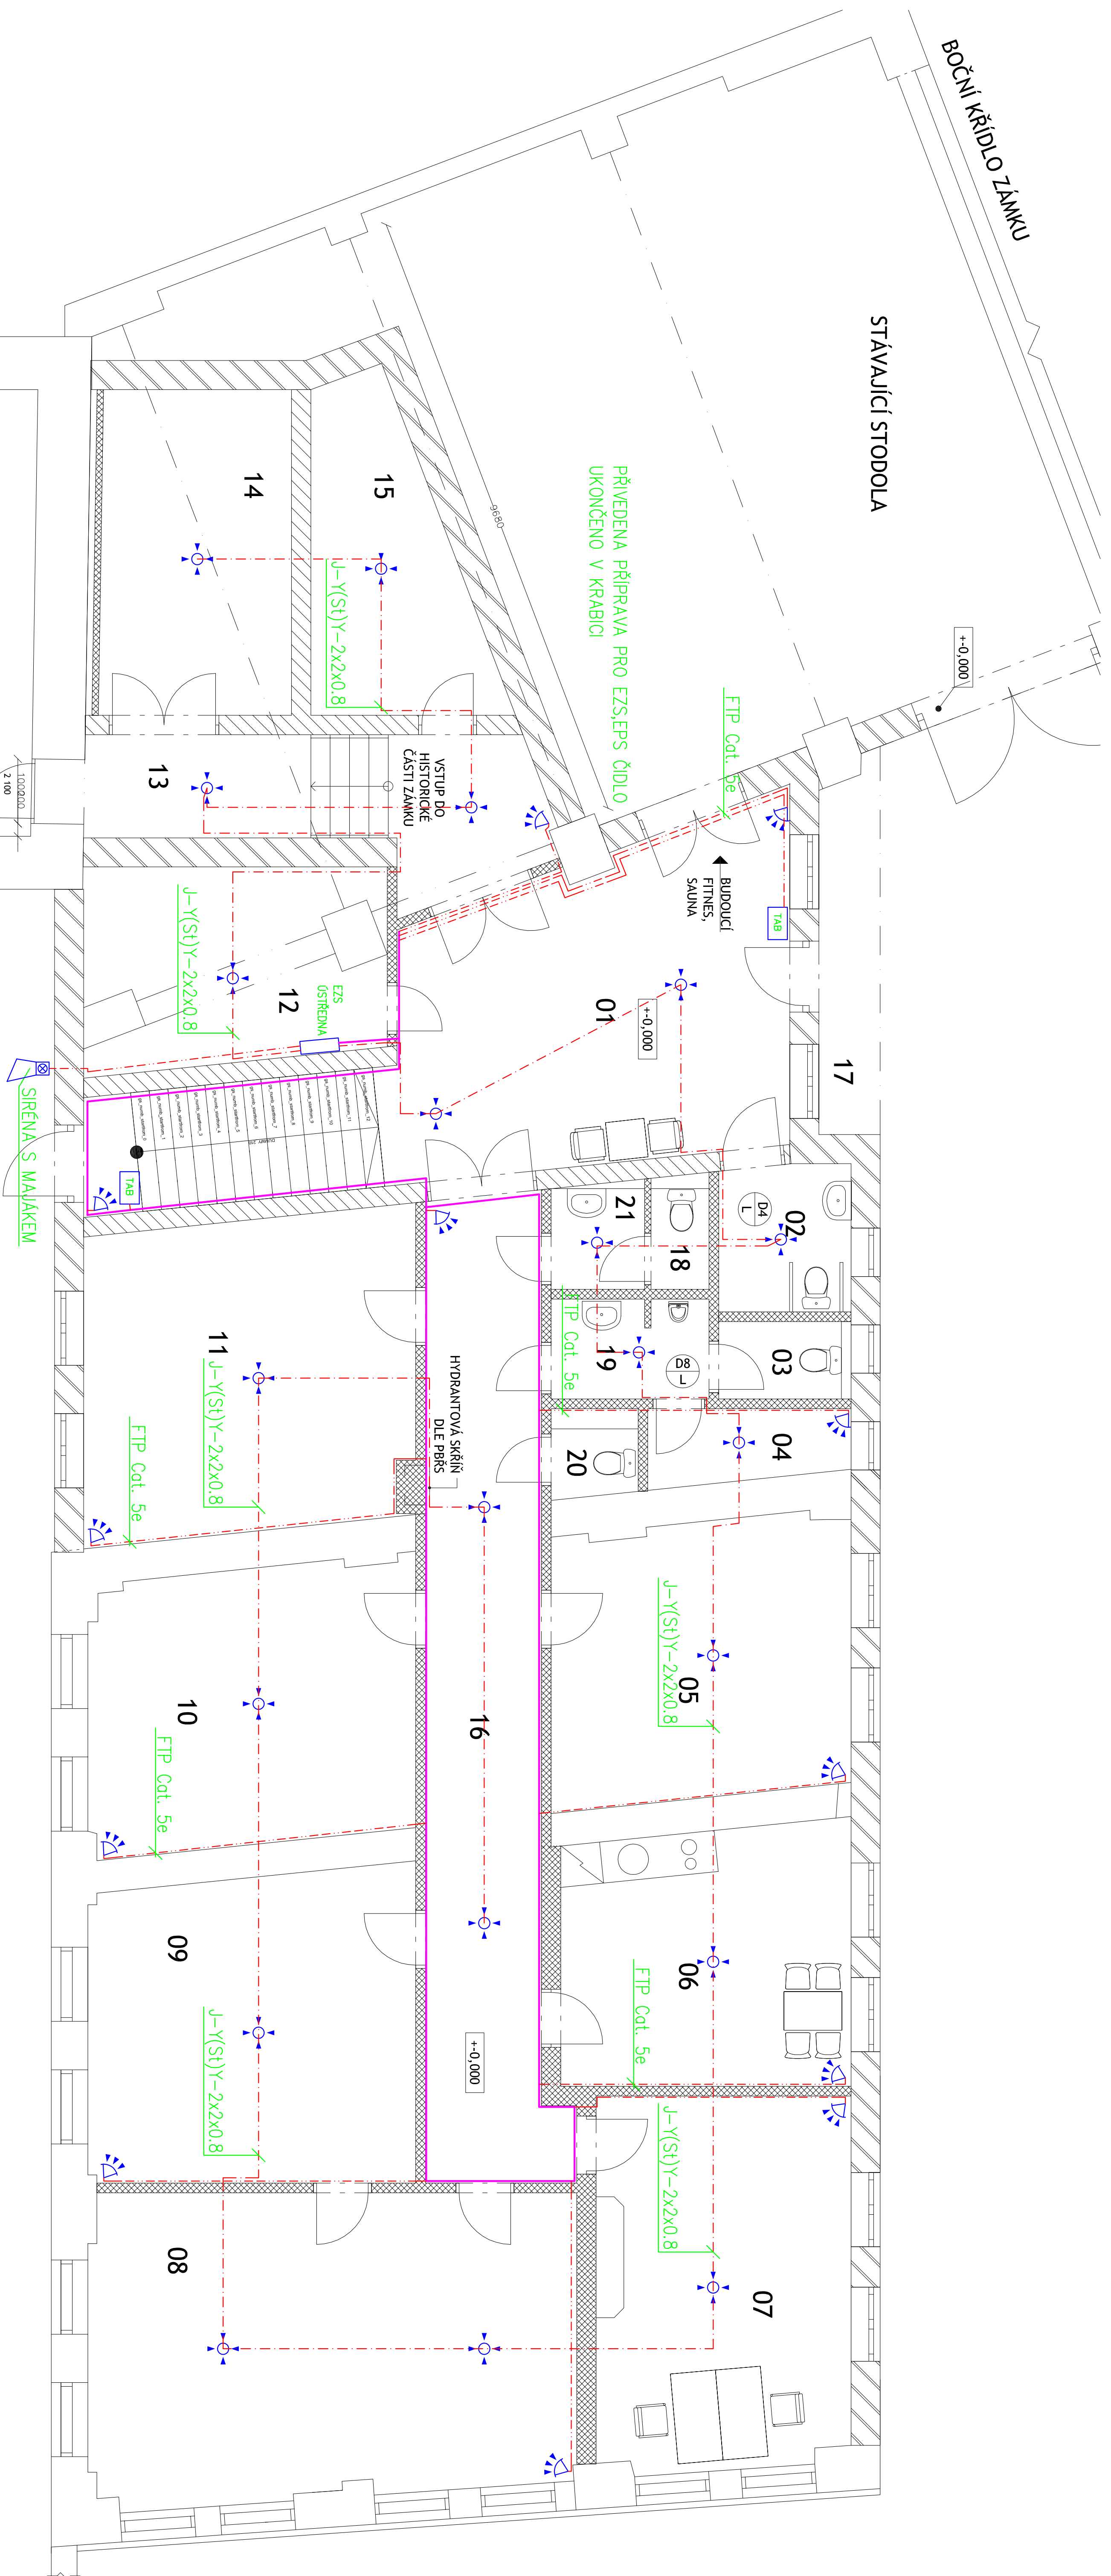 BOČNÍ KŘÍDLO ZÁMKU
STÁVAJÍCÍ STODOLA
+-0,000
9680
PŘIVEDENA PŘÍPRAVA PRO EZS,EPS ČIDLO
UKONČENO V KRABICI
FTP Cat. 5e
15
14
J-Y(St)Y-2x2x0.8
VSTUP DO
HISTORICKÉ
ČÁSTI ZÁMKU
13
100200
2 100
BUDOUCÍ
FITNES,
SAUNA
TAB
17
01
+-0,000
12
EZS
ÚSTŘEDNA
J-Y(St)Y-2x2x0.8
SIRÉNA S MAJÁKEM
TAB
02
D4
L
21
18
03
19
D8
L
FTP Cat. 5e
04
20
11
J-Y(St)Y-2x2x0.8
HYDRANTOVÁ SKŘÍŇ
DLE PBŘS
FTP Cat. 5e
05
J-Y(St)Y-2x2x0.8
16
10
FTP Cat. 5e
06
FTP Cat. 5e
09
J-Y(St)Y-2x2x0.8
+-0,000
J-Y(St)Y-2x2x0.8
07
08